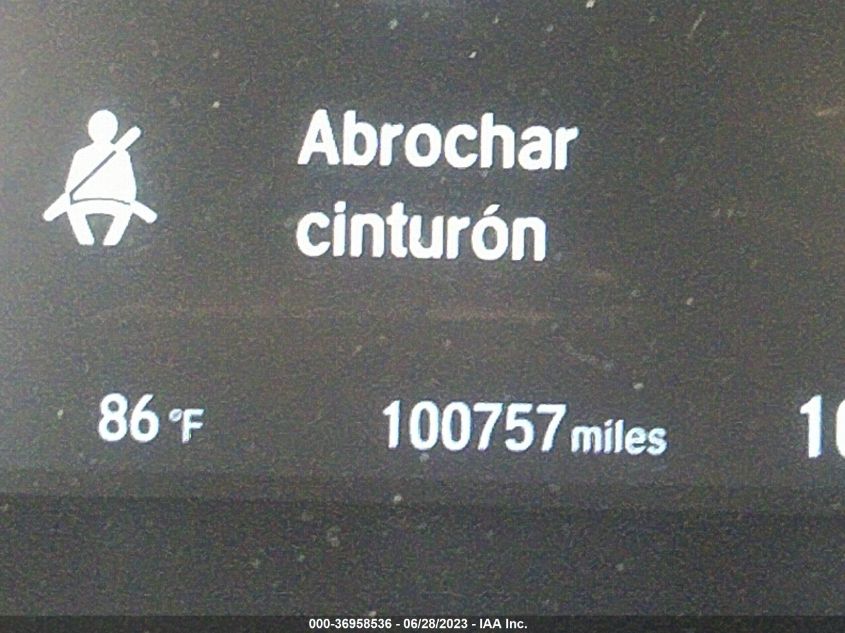 Abrochar
cinturón
86 °F 100757 miles
000-36958536 - 06/28/2023 - IAA Inc.